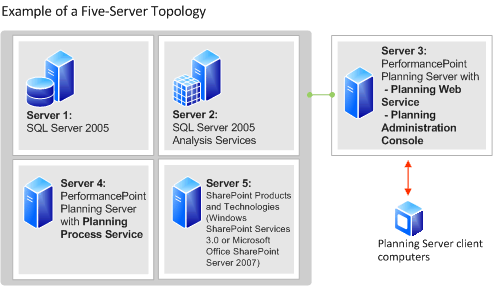 Example of a Five-Server Topology
Server 1:
SQL Server 2005
Server 2:
SQL Server 2005
Analysis Services
Server 3:
PerformancePoint
Planning Server with
- Planning Web
Service
- Planning
Administration
Console
Server 4:
PerformancePoint
Planning Server
with Planning
Process Service
Server 5:
SharePoint Products
and Technologies
(Windows
SharePoint Services
3.0 or Microsoft
Office SharePoint
Server 2007)
Planning Server client
computers